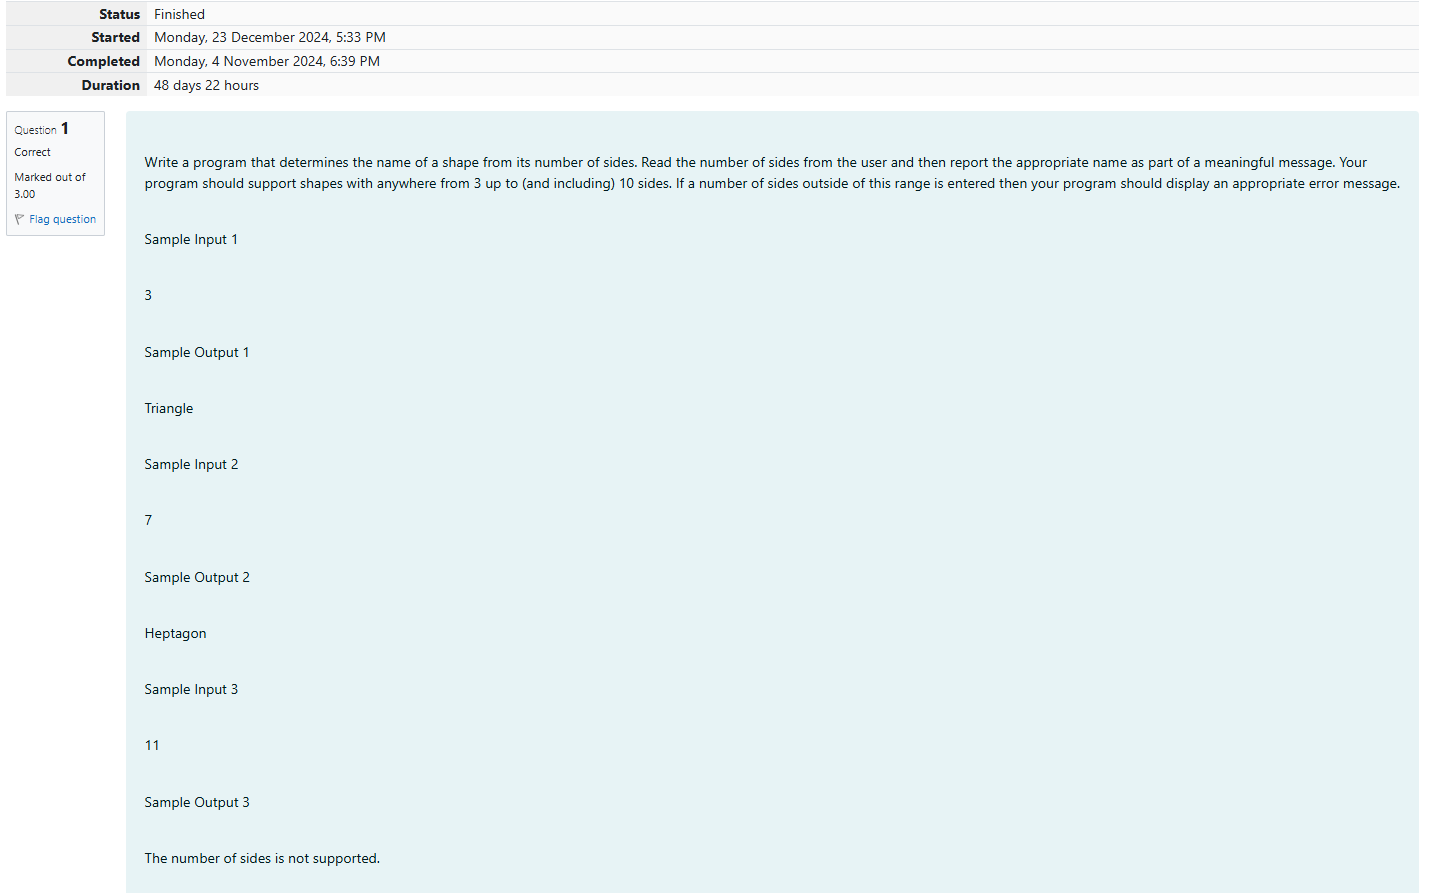 Status Finished
Started Monday, 23 December 2024, 5:33 PM
Completed Monday, 4 November 2024, 6:39 PM
Duration 48 days 22 hours
Question 1
Correct
Marked out of
3.00
Flag question
Write a program that determines the name of a shape from its number of sides. Read the number of sides from the user and then report the appropriate name as part of a meaningful message. Your
program should support shapes with anywhere from 3 up to (and including) 10 sides. If a number of sides outside of this range is entered then your program should display an appropriate error message.
Sample Input 1
3
Sample Output 1
Triangle
Sample Input 2
7
Sample Output 2
Heptagon
Sample Input 3
11
Sample Output 3
The number of sides is not supported.